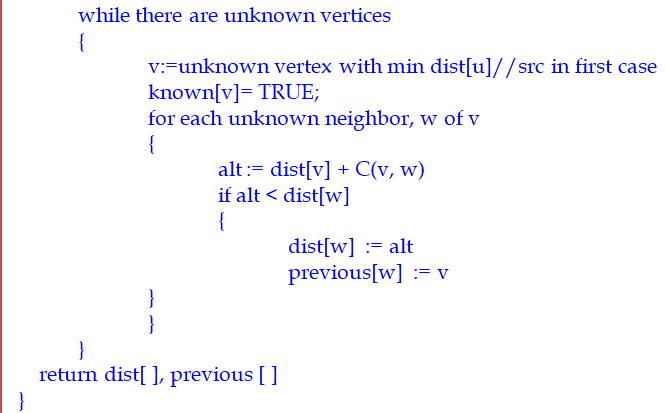 while there are unknown vertices
{
v:=unknown vertex with min dist[u]//src in first case
known[v]= TRUE;
for each unknown neighbor, w of v
{
alt := dist[v] + C(v, w)
if alt < dist[w]
{
dist[w] := alt
previous[w] := v
}
}
}
return dist[ ], previous [ ]
}